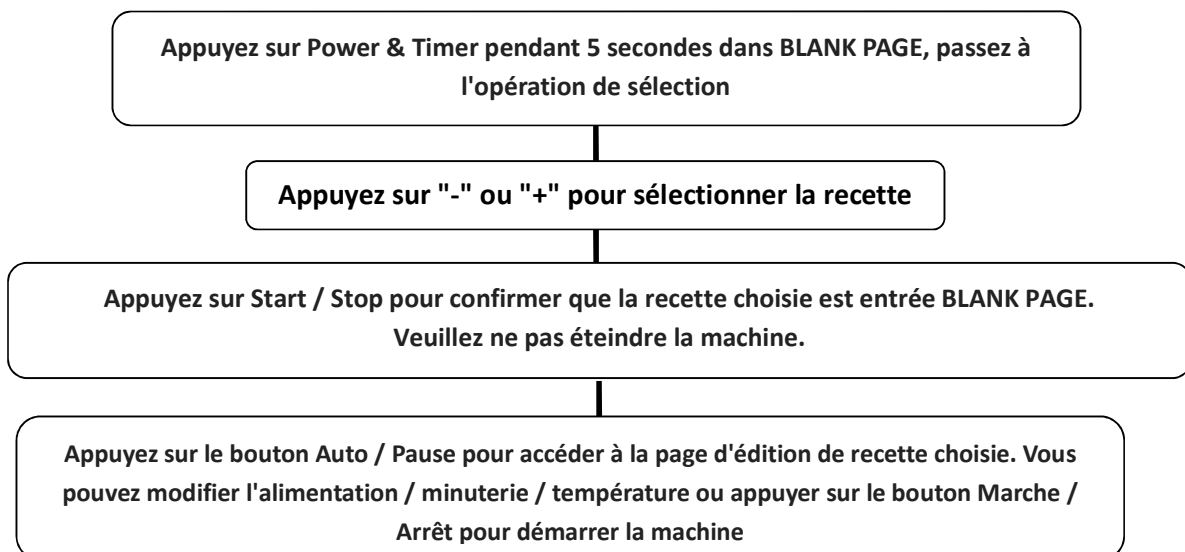 Appuyez sur Power & Timer pendant 5 secondes dans BLANK PAGE, passez à
l'opération de sélection
Appuyez sur "-" ou "+" pour sélectionner la recette
Appuyez sur Start / Stop pour confirmer que la recette choisie est entrée BLANK PAGE.
Veuillez ne pas éteindre la machine.
Appuyez sur le bouton Auto / Pause pour accéder à la page d'édition de recette choisie. Vous
pouvez modifier l'alimentation / minuterie / température ou appuyer sur le bouton Marche /
Arrêt pour démarrer la machine